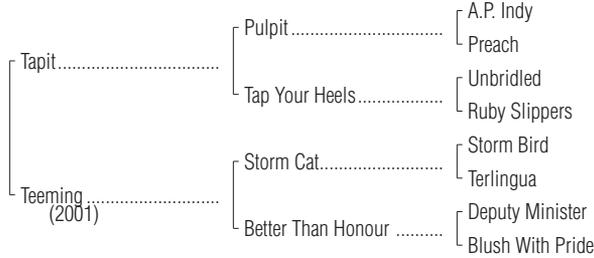 A.P. Indy
Pulpit..............................
Preach
Tapit.................................
Unbridled
Tap Your Heels.................
Ruby Slippers
Storm Bird
Storm Cat.........................
Terlingua
Teeming...........................
(2001)
Deputy Minister
Better Than Honour ..........
Blush With Pride